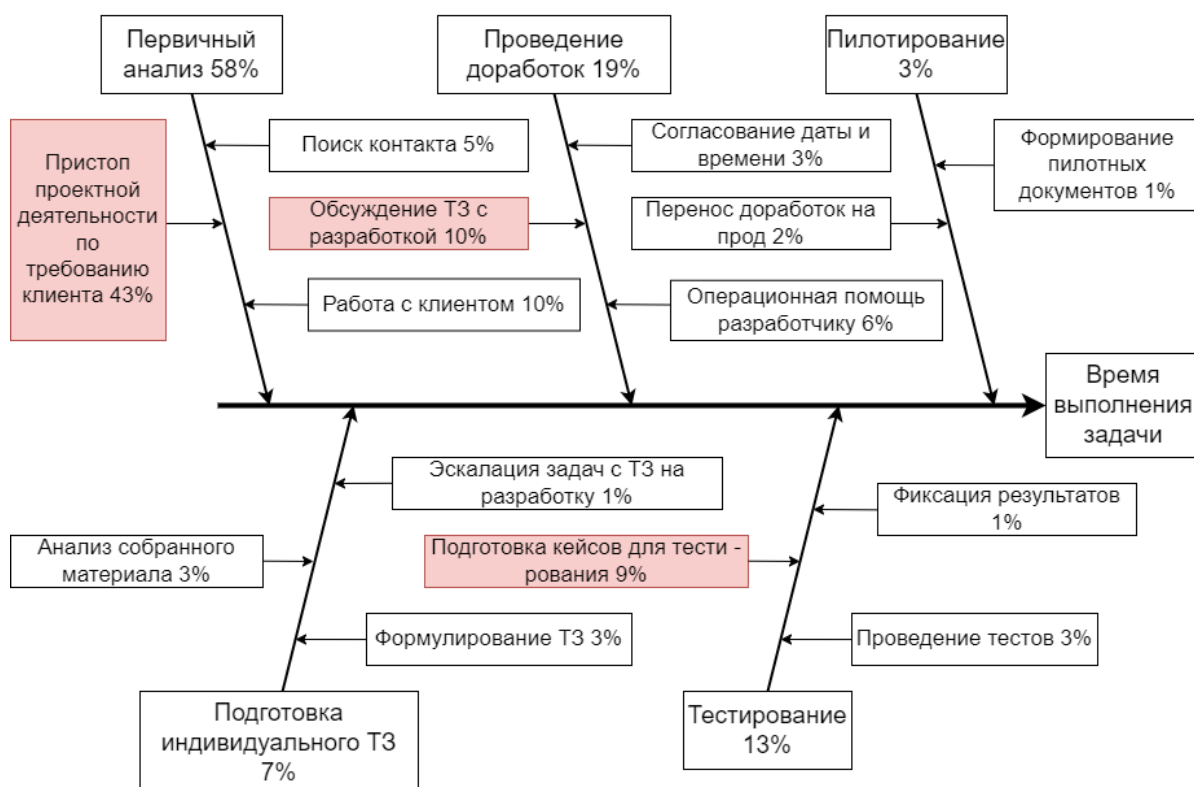 Первичный
анализ 58%
Проведение
доработок 19%
Пилотирование
3%
Пристоп
проектной
деятельности
по
требованию
клиента 43%
Поиск контакта 5%
Обсуждение ТЗ с
разработкой 10%
Работа с клиентом 10%
Согласование даты и
времени 3%
Перенос доработок на
прод 2%
Операционная помощь
разработчику 6%
Формирование
пилотных
документов 1%
Время
выполнения
задачи
Эскалация задач с ТЗ на
разработку 1%
Анализ собранного
материала 3%
Формулирование ТЗ 3%
Подготовка кейсов для тести -
рования 9%
Фиксация результатов
1%
Проведение тестов 3%
Подготовка
индивидуального ТЗ
7%
Тестирование
13%